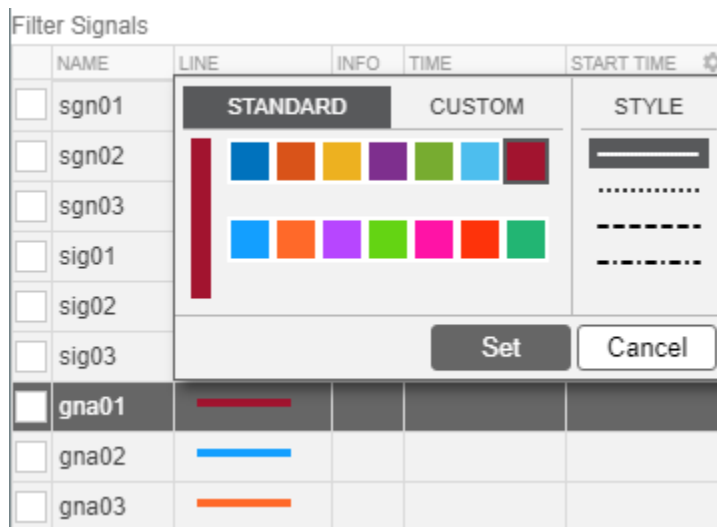 Filter Signals
NAME LINE INFO TIME START TIME
sgn01
STANDARD CUSTOM STYLE
sgn02
sgn03
sig01
sig02
sig03
Set Cancel
gna01
gna02
gna03